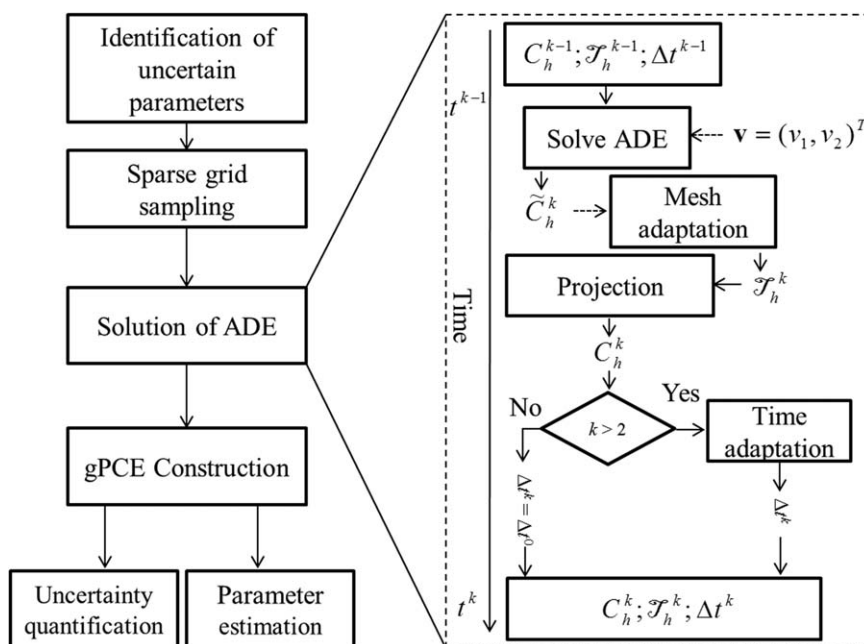 Identification of
uncertain
parameters
Sparse grid
sampling
Solution of ADE
gPCE Construction
Uncertainty
quantification
Parameter
estimation
Time
t^{k-1}
t^k
C_h^{k-1}; 𝒯_h^{k-1}; Δt^{k-1}
Solve ADE
v = (v_1, v_2)^T
C̃_h^k
Mesh
adaptation
Projection
𝒯_h^k
C_h^k
No
Yes
k > 2
Time
adaptation
Δt^k = Δt^0
Δt^k
C_h^k; 𝒯_h^k; Δt^k